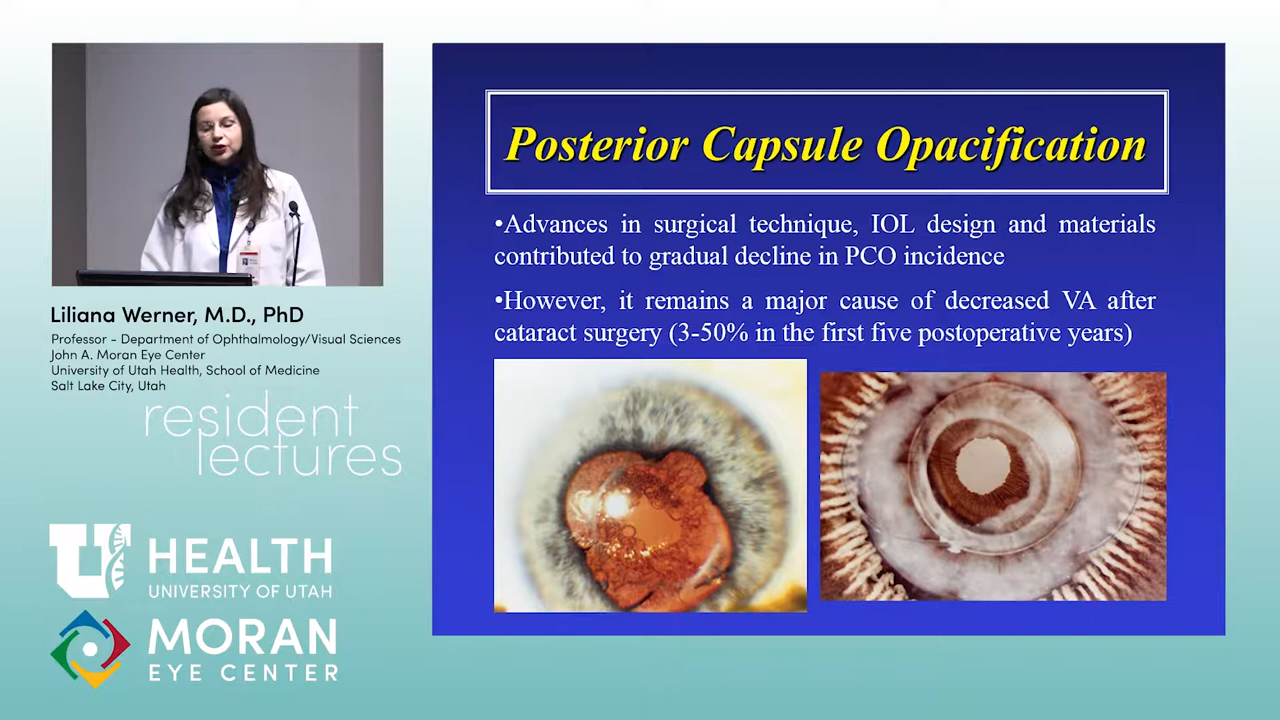 Posterior Capsule Opacification
•Advances in surgical technique, IOL design and materials
contributed to gradual decline in PCO incidence
•However, it remains a major cause of decreased VA after
cataract surgery (3-50% in the first five postoperative years)
Liliana Werner, M.D., PhD
Professor - Department of Ophthalmology/Visual Sciences
John A. Moran Eye Center
University of Utah Health, School of Medicine
Salt Lake City, Utah
resident
lectures
U HEALTH
UNIVERSITY OF UTAH
MORAN
EYE CENTER